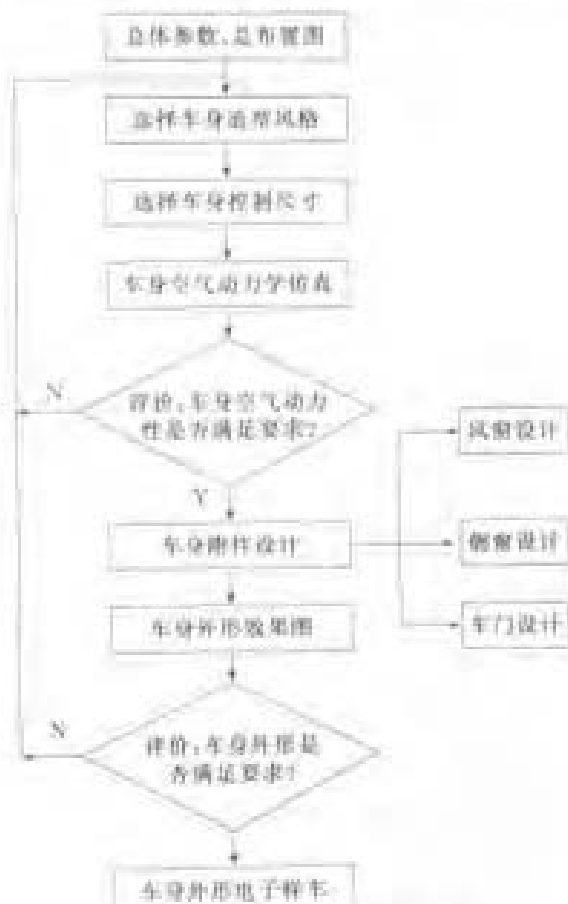 总体参数、总布置图
选择车身造型风格
选择车身控制尺寸
车身空气动力学仿真
N
评价:车身空气动力
性是否满足要求?
Y
风窗设计
车身附件设计
侧窗设计
车身外形效果图
车门设计
N
评价:车身外形是
否满足要求?
车身外形电子样车